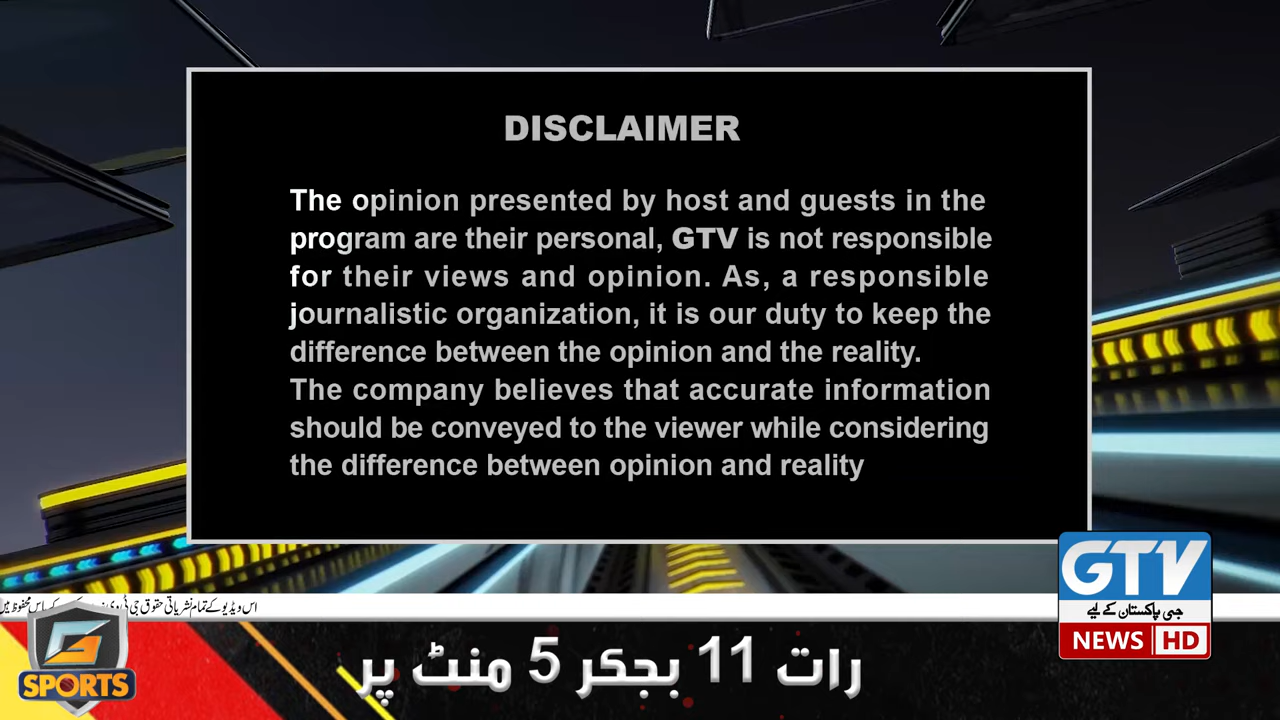 DISCLAIMER
The opinion presented by host and guests in the
program are their personal, GTV is not responsible
for their views and opinion. As, a responsible
journalistic organization, it is our duty to keep the
difference between the opinion and the reality.
The company believes that accurate information
should be conveyed to the viewer while considering
the difference between opinion and reality
GTV
جی پاکستان کے لیے
NEWS HD
اس ویڈیو کے تمام نشریاتی حقوق جی ٹی وی
G
SPORTS
رات 11 بجکر 5 منٹ پر